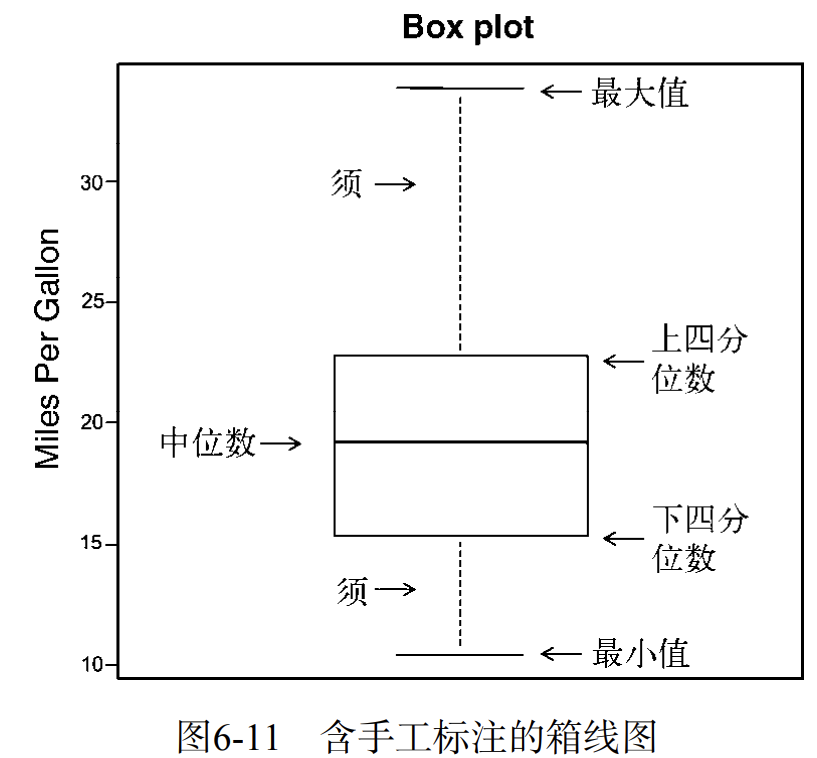 Box plot
最大值
须
30
25
上四分
位数
Miles Per Gallon
20
中位数
15
下四分
位数
须
最小值
10
图6-11 含手工标注的箱线图